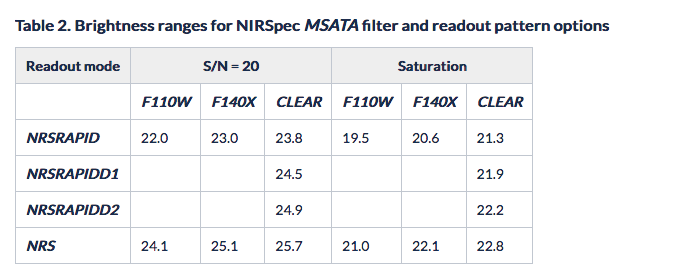 Table 2. Brightness ranges for NIRSpec MSATA filter and readout pattern options
Readout mode S/N = 20 Saturation
F110W F140X CLEAR F110W F140X CLEAR
NRSRAPID 22.0 23.0 23.8 19.5 20.6 21.3
NRSRAPIDD1 24.5 21.9
NRSRAPIDD2 24.9 22.2
NRS 24.1 25.1 25.7 21.0 22.1 22.8